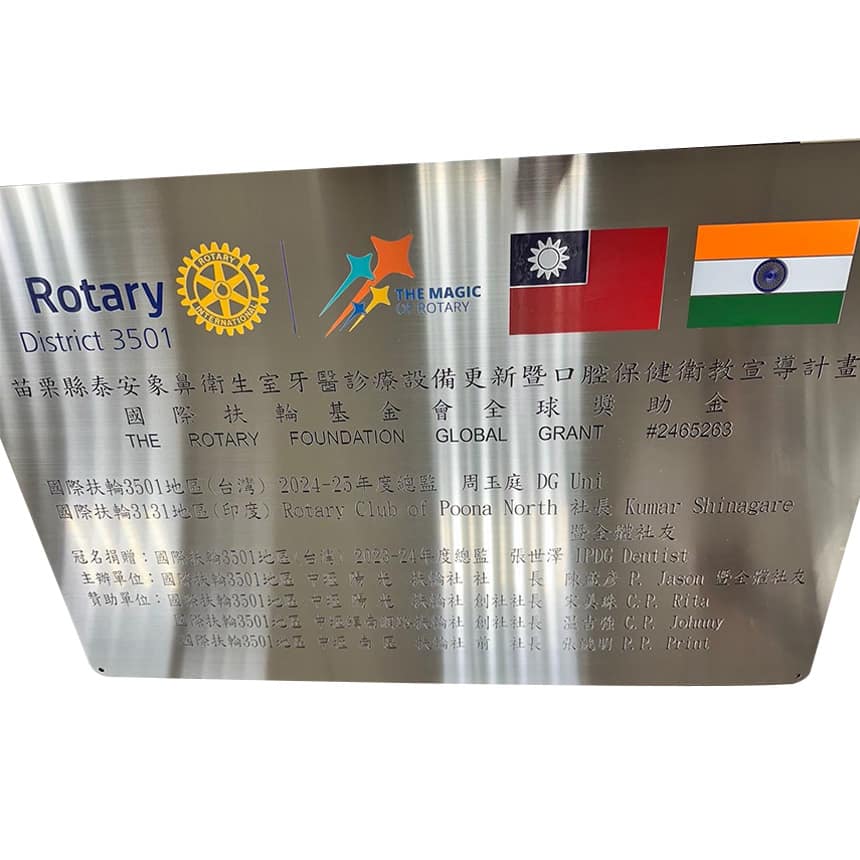 Rotary
District 3501
ROTARY
INTERNATIONAL
THE MAGIC
OF ROTARY
苗栗縣泰安象鼻衛生室牙醫診療設備更新暨口腔保健衛教宣導計畫
國際扶輪基金會全球獎助金
THE ROTARY FOUNDATION GLOBAL GRANT #2465263
國際扶輪3501地區(台灣) 2024-25年度總監 周玉庭 DG Uni
國際扶輪3131地區(印度) Rotary Club of Poona North 社長 Kumar Shinagare
暨全體社友
冠名捐贈：國際扶輪3501地區(台灣) 2023-24年度總監 張世澤 IPDG Dentist
主辦單位：國際扶輪3501地區 中壢陽光扶輪社 社長 P. Jason 暨全體社友
贊助單位：國際扶輪3501地區 中壢陽光扶輪社 創社社長 宋美珠 C.P. Rita
國際扶輪3501地區 扶輪社 創社社長 C.P. Johnny
國際扶輪3501地區 中壢南區扶輪社 前社長 P.P. Print